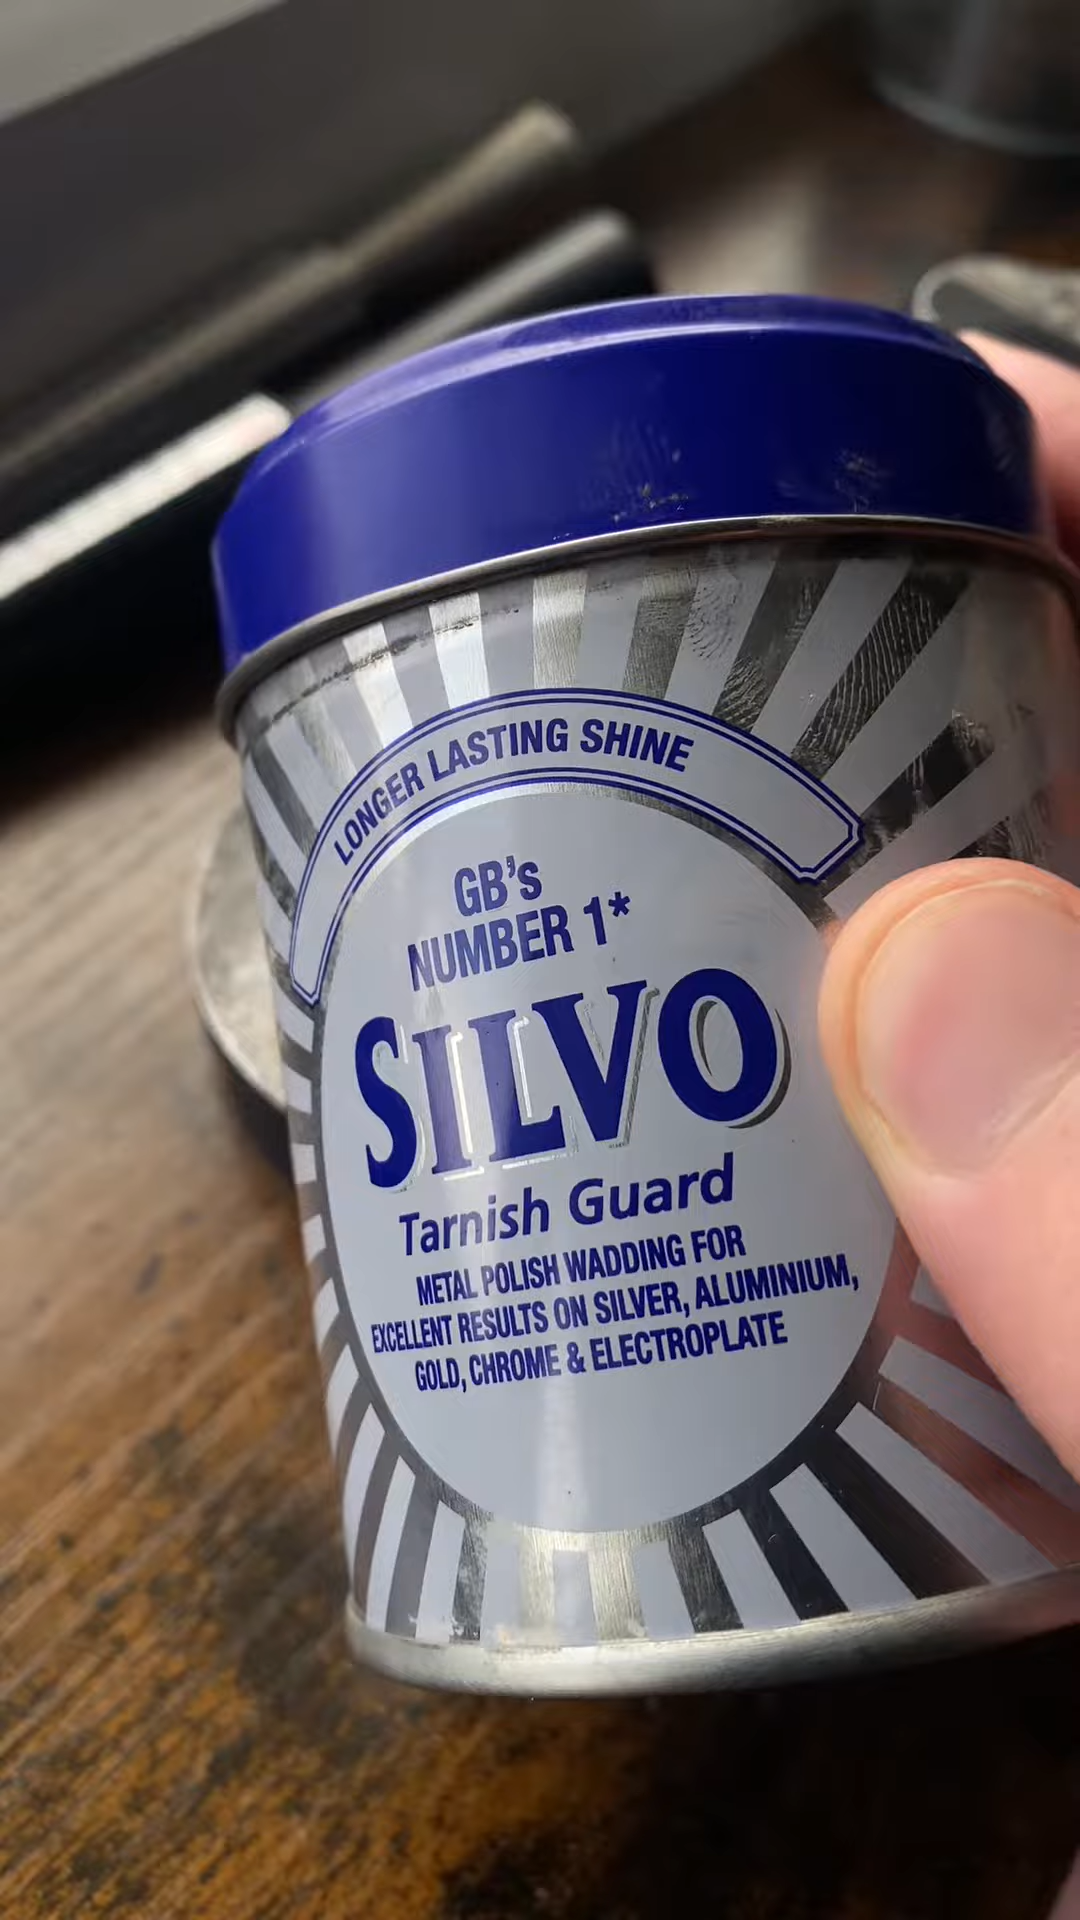 LONGER LASTING SHINE
GB's
NUMBER 1*
SILVO
Tarnish Guard
METAL POLISH WADDING FOR
EXCELLENT RESULTS ON SILVER, ALUMINIUM,
GOLD, CHROME & ELECTROPLATE